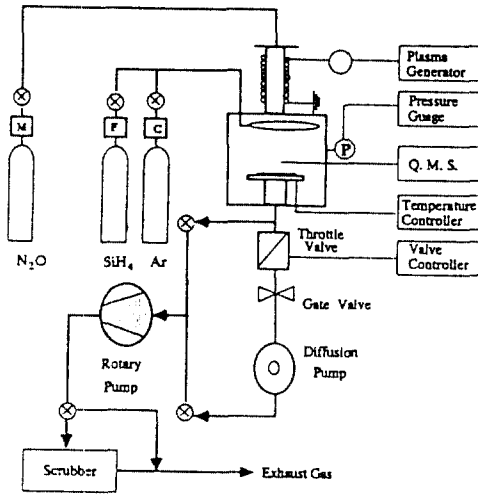 Plasma
Generator
Pressure
Guage
P
Q. M. S.
Temperature
Controller
Valve
Controller
M
F
C
N₂O
SiH₄
Ar
Throttle
Valve
Gate Valve
Diffusion
Pump
Rotary
Pump
Scrubber
Exhaust Gas